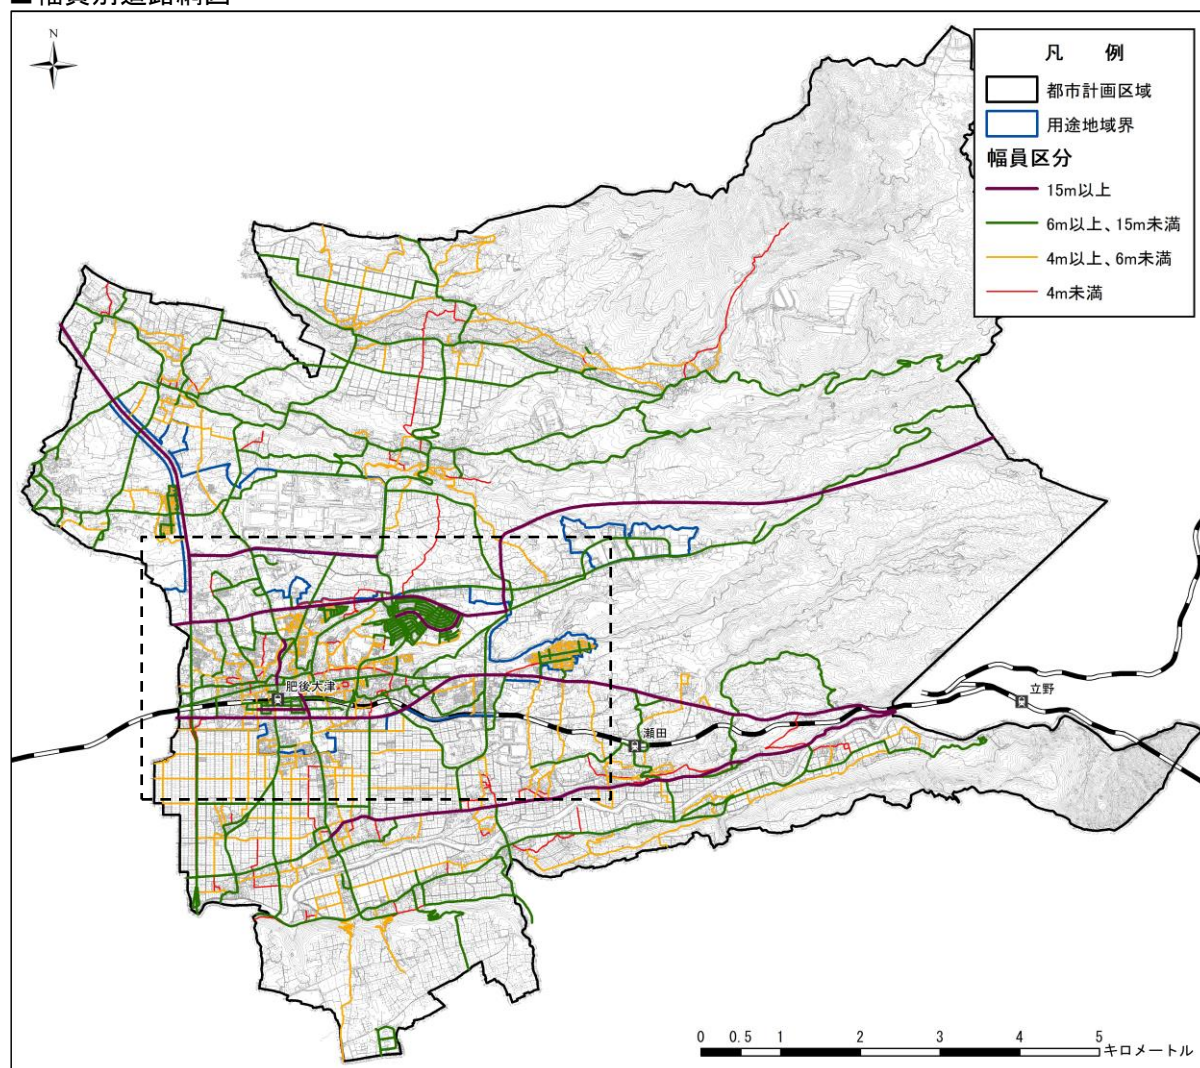 ■幅員別道路網図
N
凡 例
都市計画区域
用途地域界
幅員区分
15m以上
6m以上、15m未満
4m以上、6m未満
4m未満
肥後大津
瀬田
立野
0 0.5 1 2 3 4 5
キロメートル